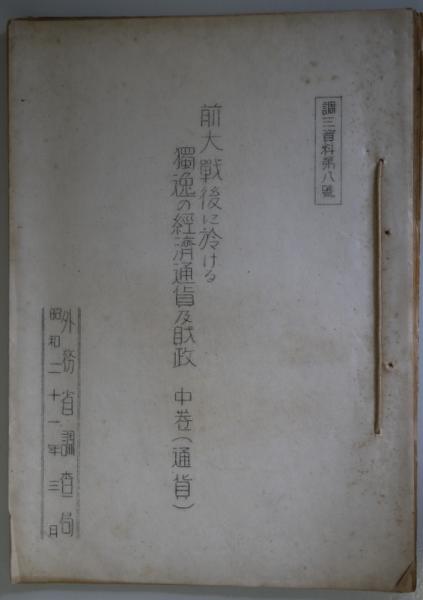 調三資料第八號
前大戰後に於ける
獨逸の經濟通貨及財政 中巻(通貨)
外務省調査局
昭和二十一年三日